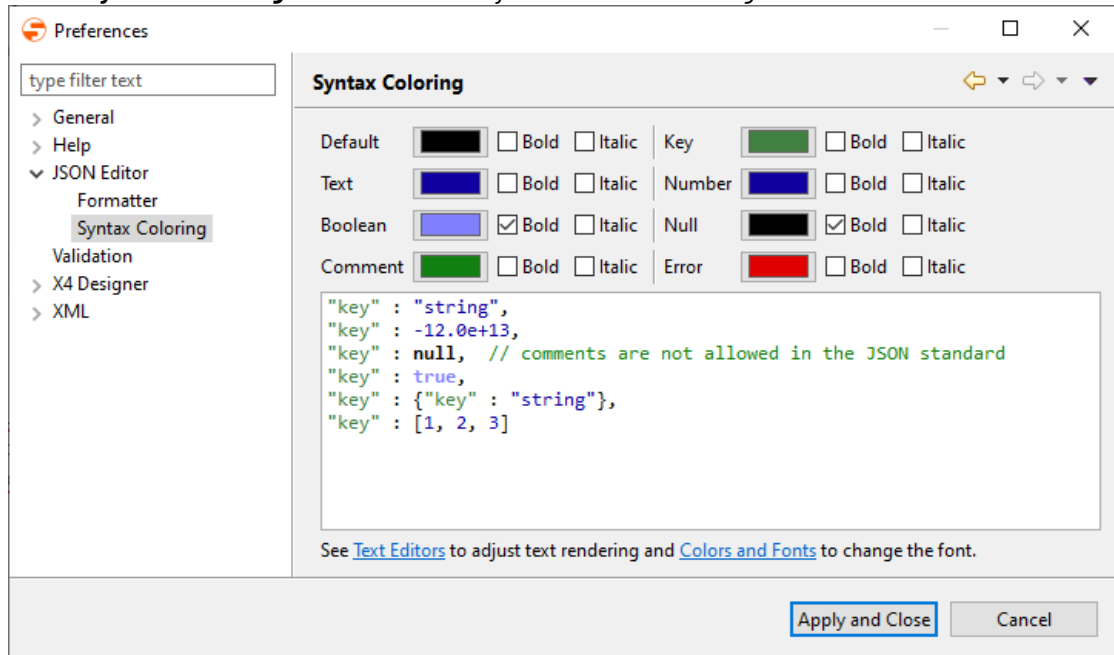 Preferences
type filter text
Syntax Coloring
General
Help
JSON Editor
Formatter
Syntax Coloring
Validation
X4 Designer
XML
Default Bold Italic Key Bold Italic
Text Bold Italic Number Bold Italic
Boolean Bold Italic Null Bold Italic
Comment Bold Italic Error Bold Italic
"key" : "string",
"key" : -12.0e+13,
"key" : null,  // comments are not allowed in the JSON standard
"key" : true,
"key" : {"key" : "string"},
"key" : [1, 2, 3]
See Text Editors to adjust text rendering and Colors and Fonts to change the font.
Apply and Close Cancel